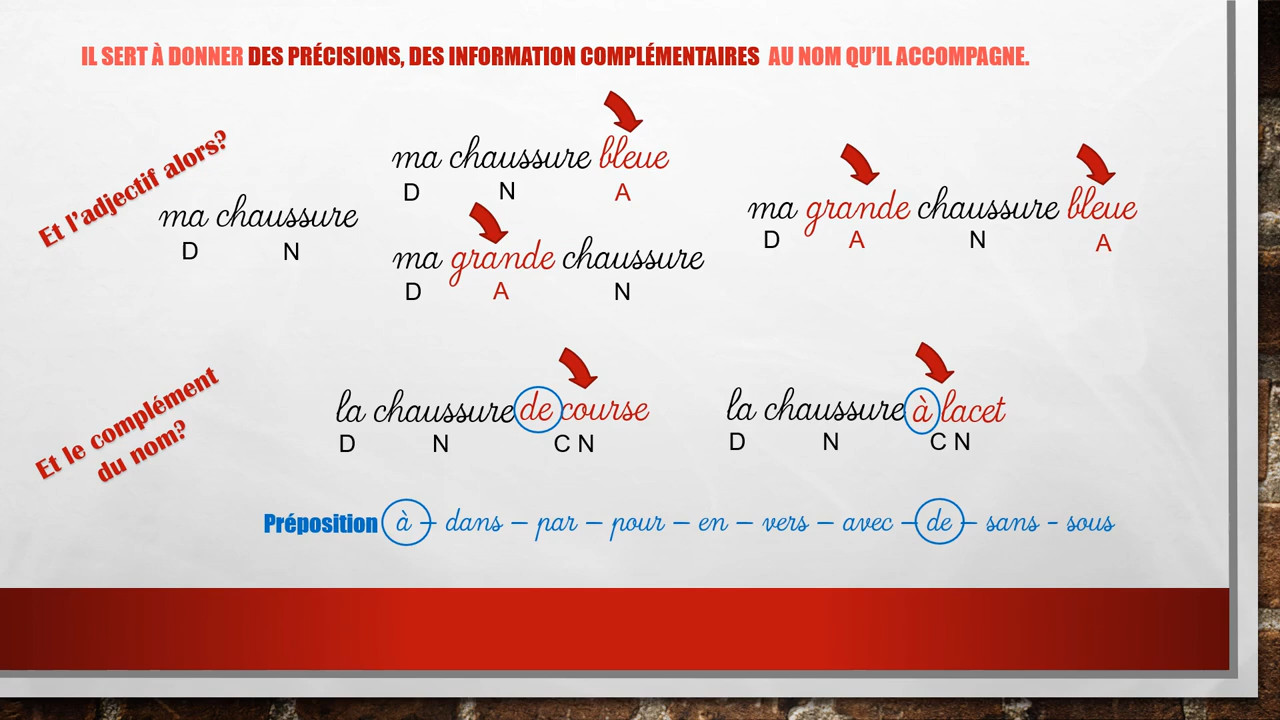 IL SERT À DONNER DES PRÉCISIONS, DES INFORMATION COMPLÉMENTAIRES AU NOM QU'IL ACCOMPAGNE.
Et l'adjectif alors?
ma chaussure
D N
ma chaussure bleue
D N A
ma grande chaussure
D A N
ma grande chaussure bleue
D A N A
Et le complément
du nom?
la chaussure de course
D N C N
la chaussure à lacet
D N C N
Préposition à – dans – par – pour – en – vers – avec – de – sans - sous